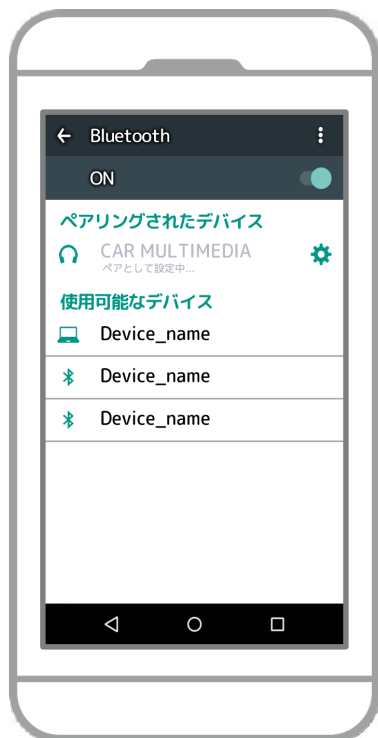 Bluetooth
ON
ペアリングされたデバイス
CAR MULTIMEDIA
ペアとして設定中...
使用可能なデバイス
Device_name
Device_name
Device_name